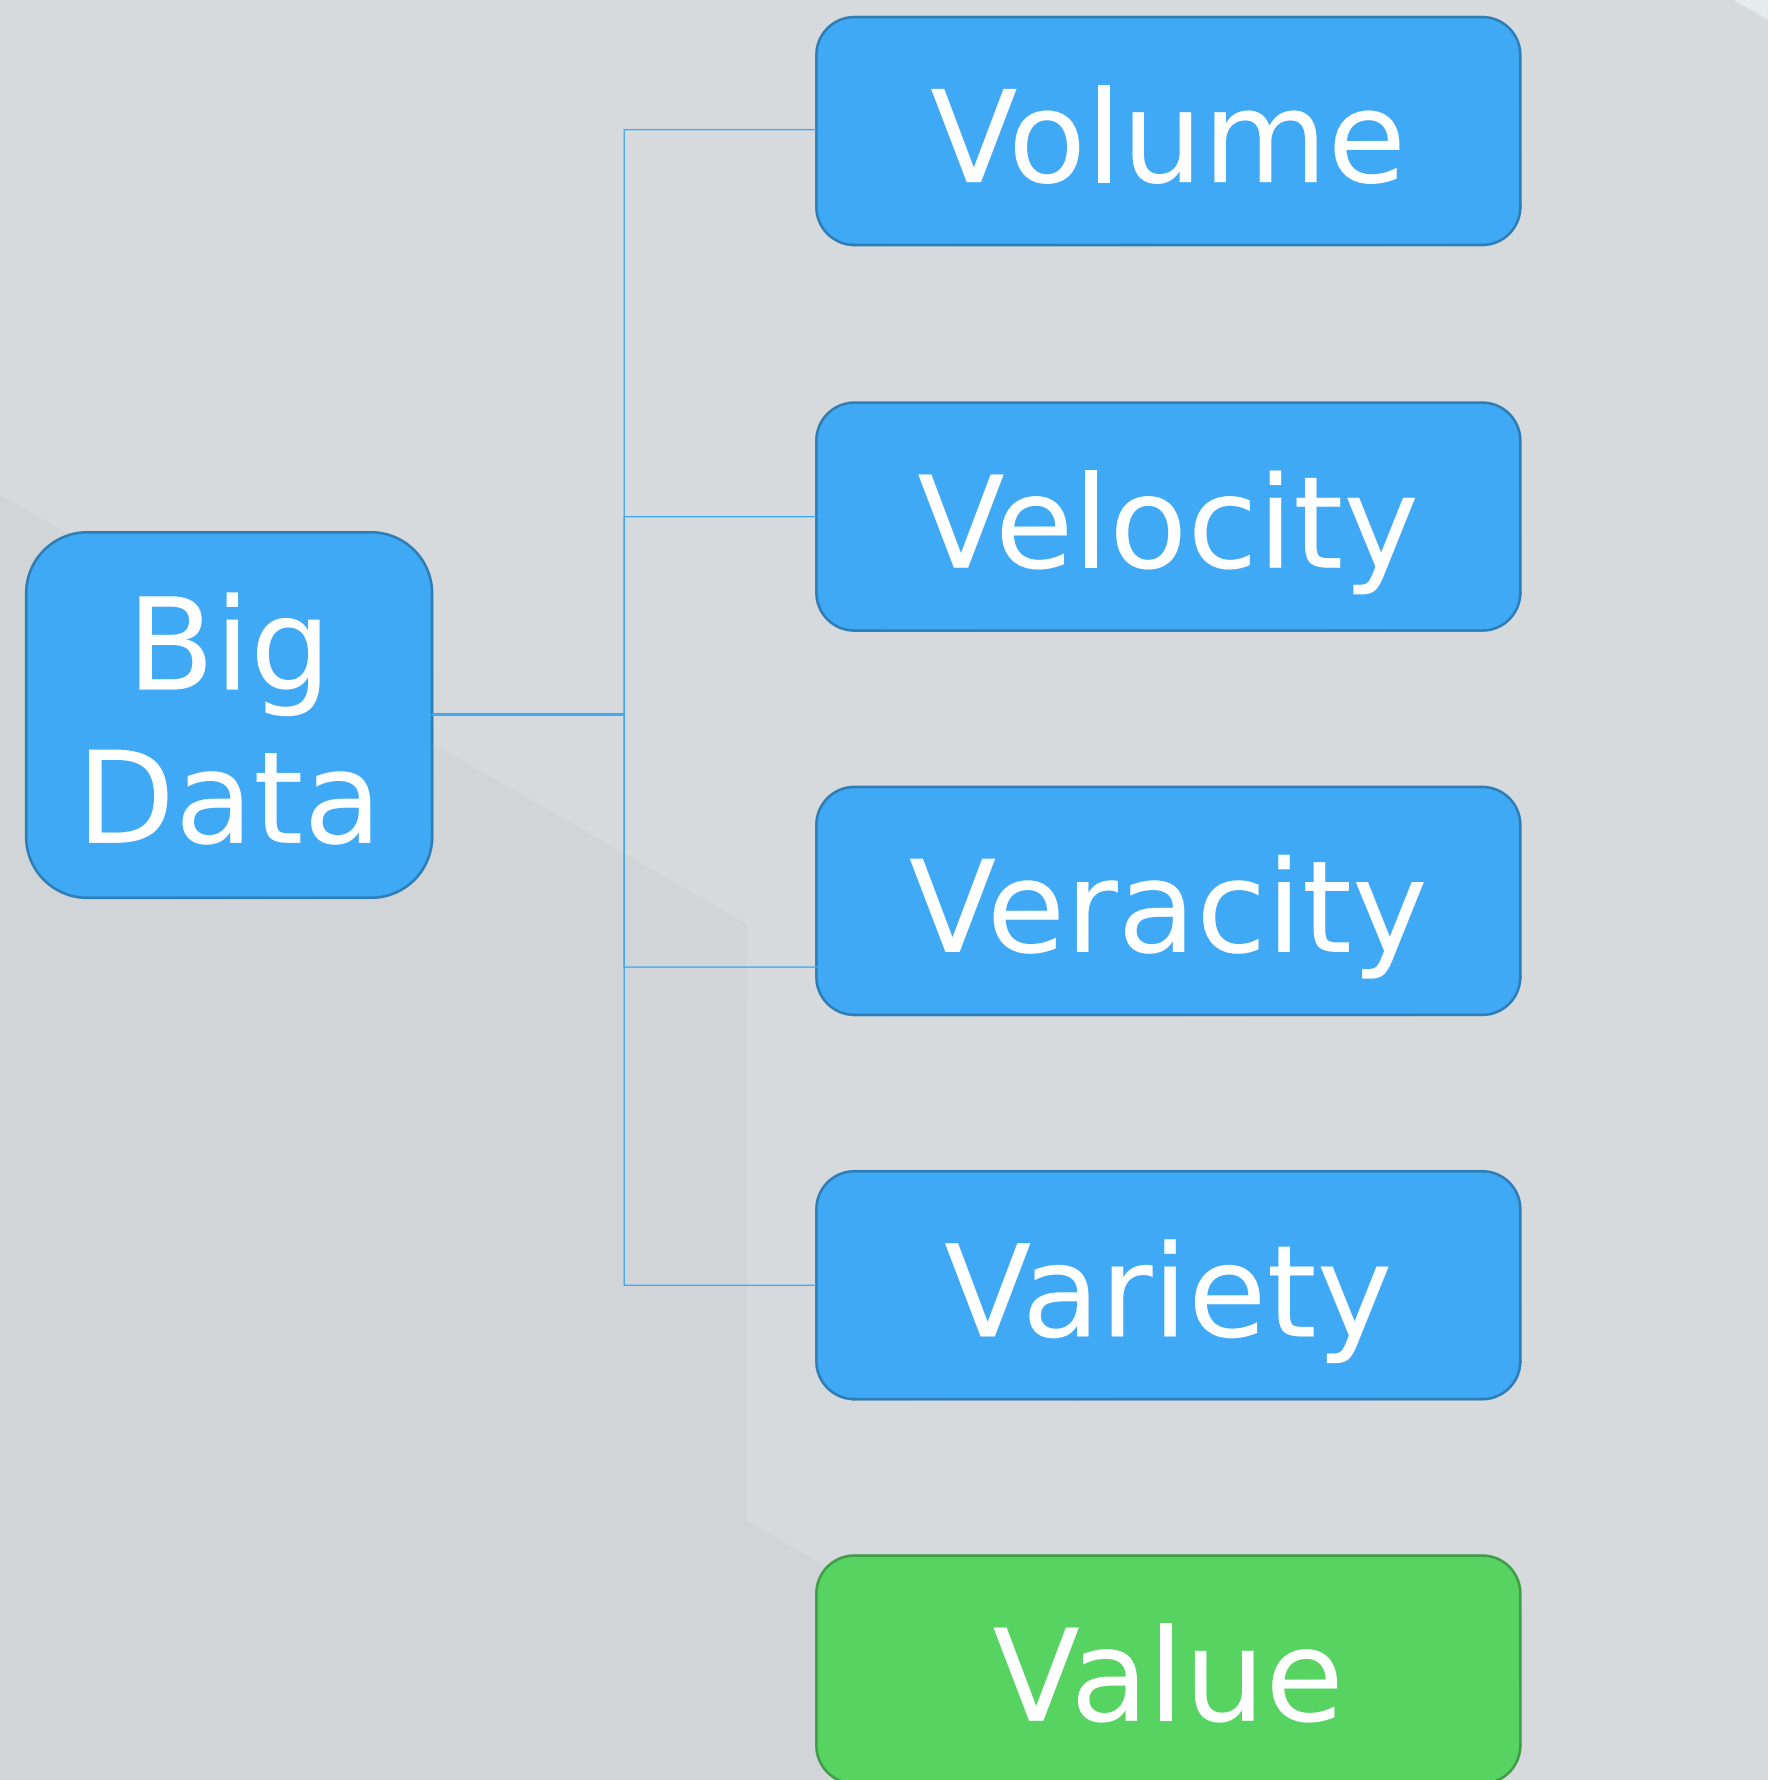 Volume
Velocity
Big
Data
Veracity
Variety
Value